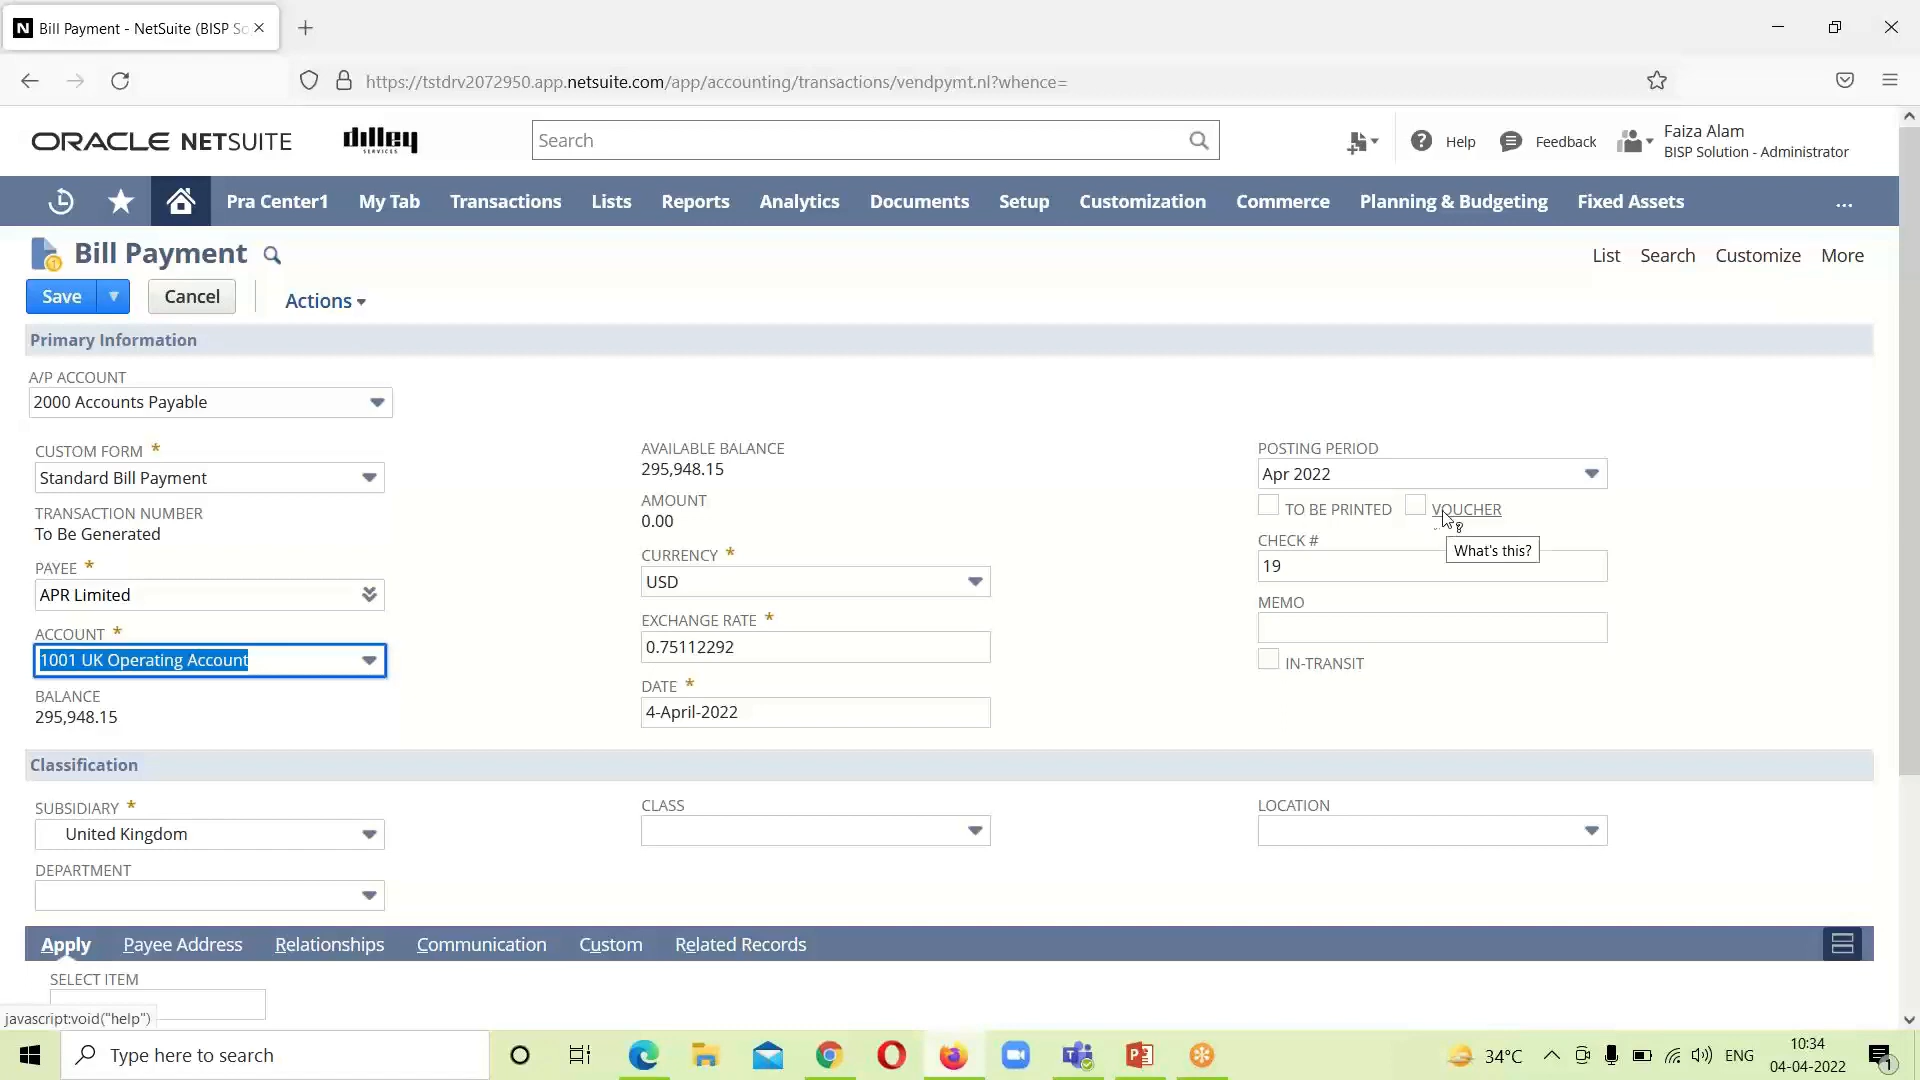 Bill Payment - NetSuite (BISP So
https://tstdrv2072950.app.netsuite.com/app/accounting/transactions/vendpymt.nl?whence=
ORACLE NETSUITE
dilley
SERVICES
Search
Help
Feedback
Faiza Alam
BISP Solution - Administrator
Pra Center1
My Tab
Transactions
Lists
Reports
Analytics
Documents
Setup
Customization
Commerce
Planning & Budgeting
Fixed Assets
...
Bill Payment
List
Search
Customize
More
Save
Cancel
Actions
Primary Information
A/P ACCOUNT
2000 Accounts Payable
CUSTOM FORM *
Standard Bill Payment
TRANSACTION NUMBER
To Be Generated
PAYEE *
APR Limited
ACCOUNT *
1001 UK Operating Account
BALANCE
295,948.15
AVAILABLE BALANCE
295,948.15
AMOUNT
0.00
CURRENCY *
USD
EXCHANGE RATE *
0.75112292
DATE *
4-April-2022
POSTING PERIOD
Apr 2022
TO BE PRINTED
VOUCHER
What's this?
CHECK #
19
MEMO
IN-TRANSIT
Classification
SUBSIDIARY *
United Kingdom
DEPARTMENT
CLASS
LOCATION
Apply
Payee Address
Relationships
Communication
Custom
Related Records
SELECT ITEM
javascript:void("help")
Type here to search
34°C
ENG
10:34
04-04-2022
1